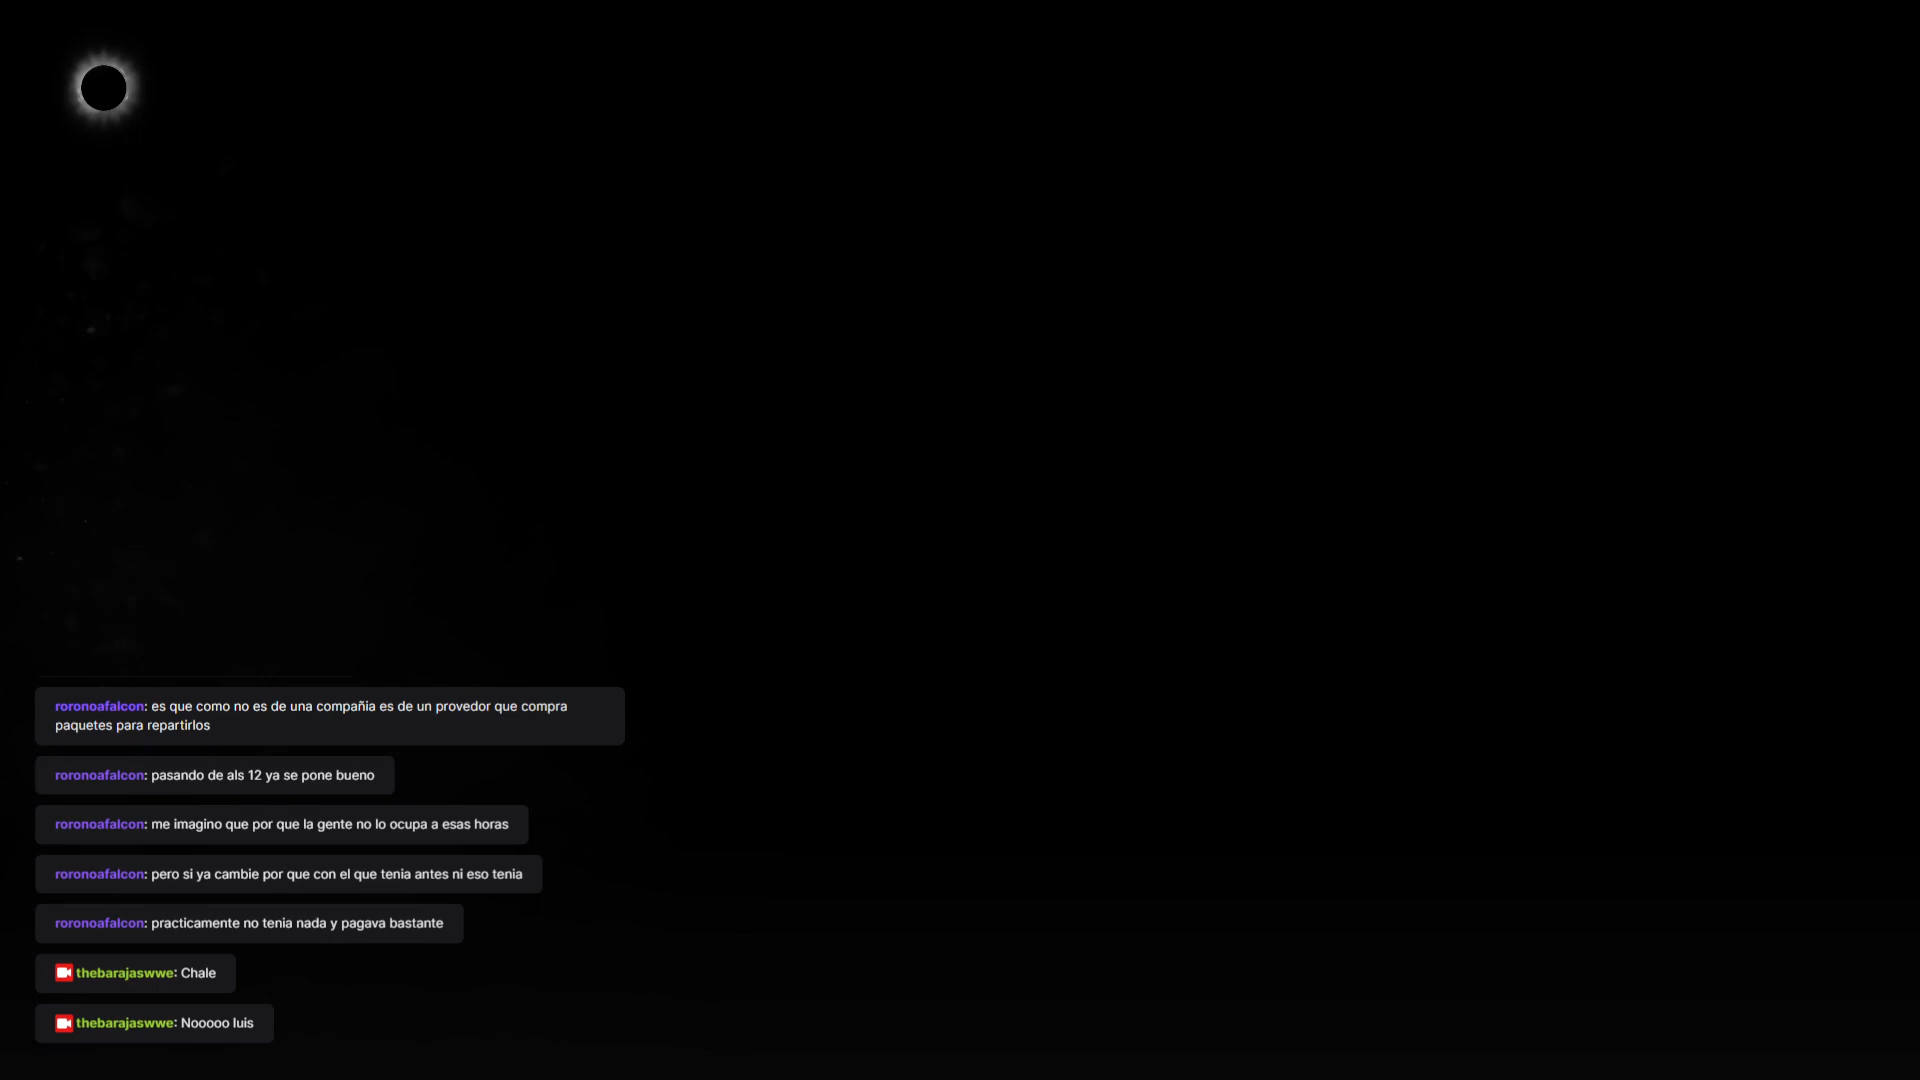 roronoafalcon: es que como no es de una compañia es de un provedor que compra
paquetes para repartirlos
roronoafalcon: pasando de als 12 ya se pone bueno
roronoafalcon: me imagino que por que la gente no lo ocupa a esas horas
roronoafalcon: pero si ya cambie por que con el que tenia antes ni eso tenia
roronoafalcon: practicamente no tenia nada y pagava bastante
thebarajaswwe: Chale
thebarajaswwe: Nooooo luis